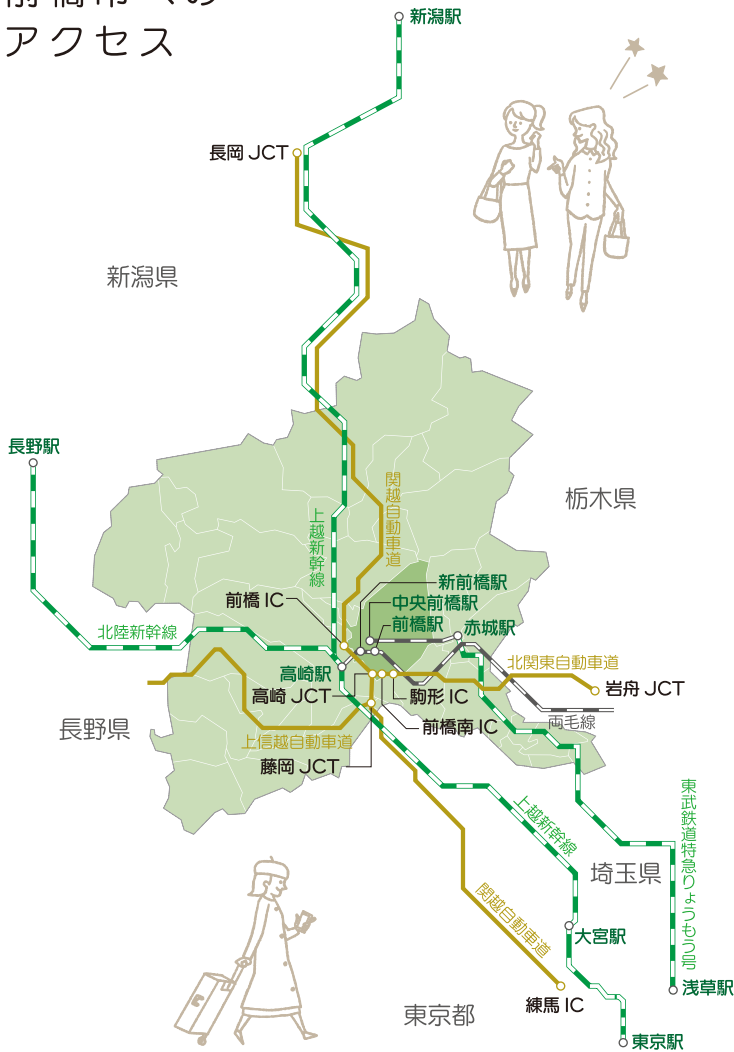 前橋市へのアクセス
新潟駅
長岡 JCT
新潟県
長野駅
栃木県
関越自動車道
上越新幹線
新前橋駅
中央前橋駅
前橋駅
前橋 IC
赤城駅
北陸新幹線
北関東自動車道
高崎駅
高崎 JCT
駒形 IC
岩舟 JCT
両毛線
前橋南 IC
長野県
上信越自動車道
藤岡 JCT
東武鉄道特急りょうもう号
上越新幹線
埼玉県
関越自動車道
大宮駅
浅草駅
練馬 IC
東京都
東京駅